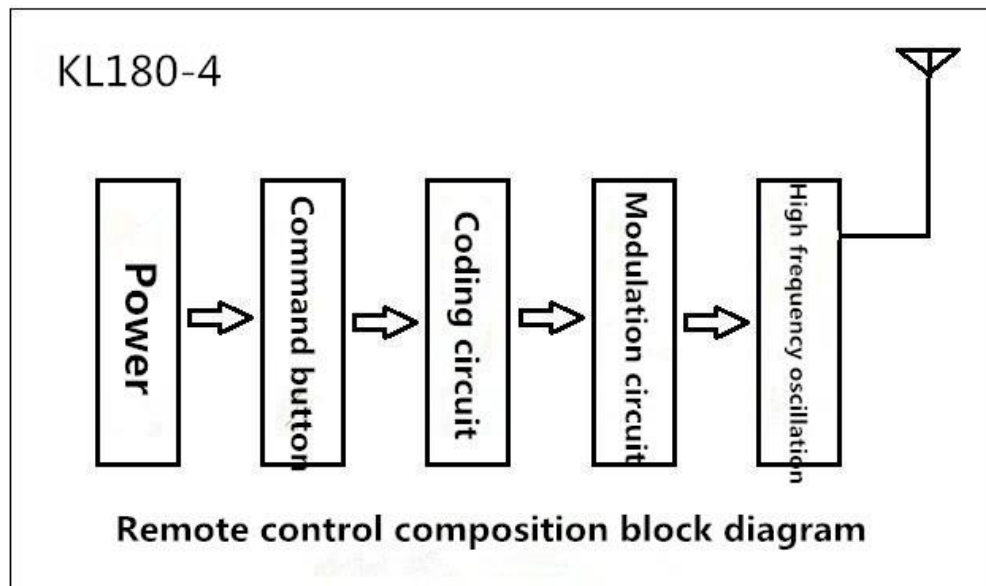 KL180-4
Power
Command button
Coding circuit
Modulation circuit
High frequency oscillation
Remote control composition block diagram